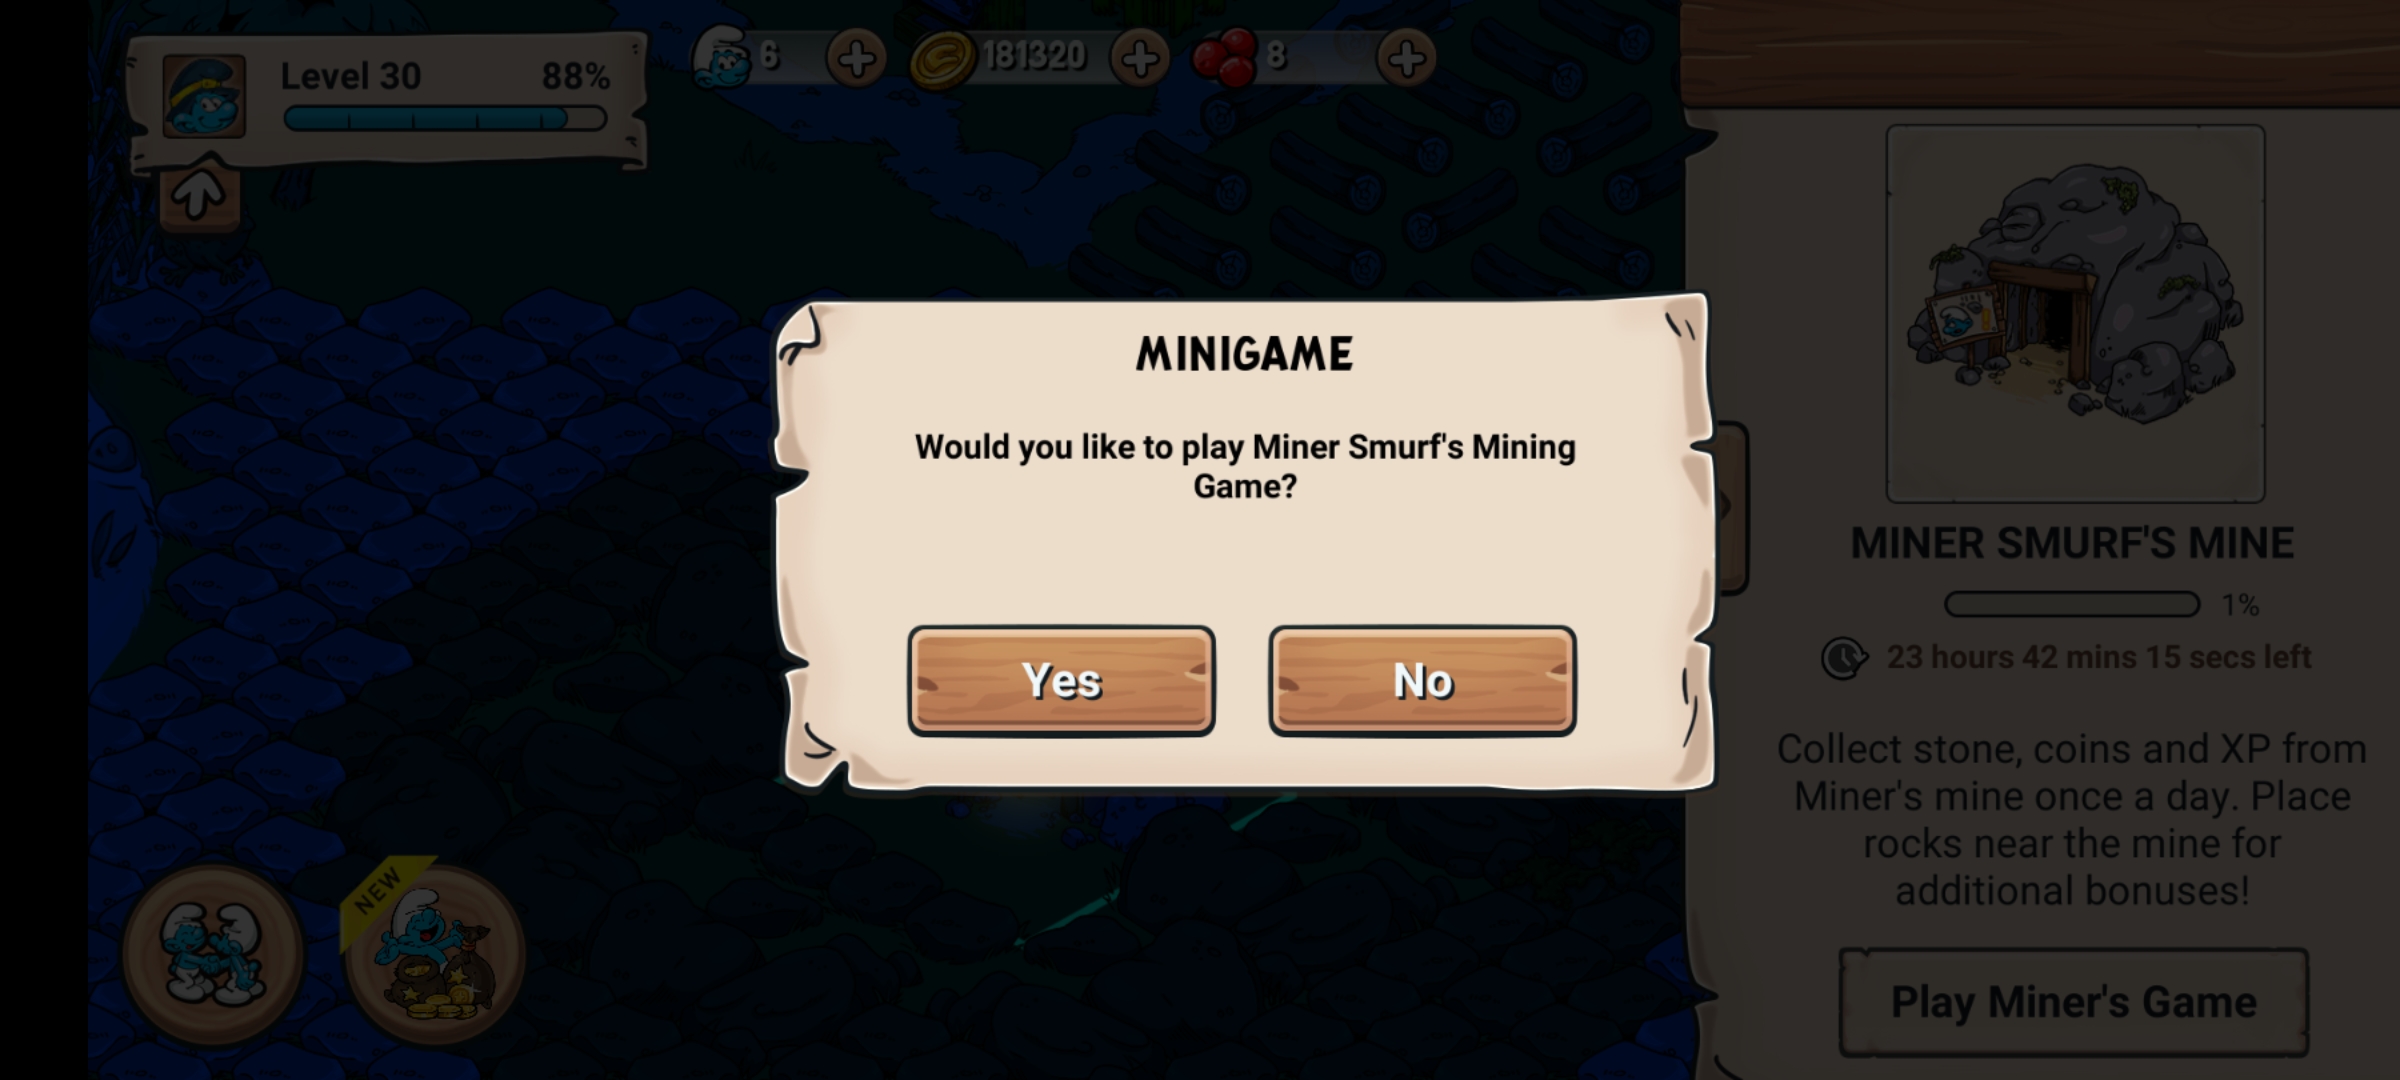 Level 30 88%
6
181320
8
MINIGAME
Would you like to play Miner Smurf's Mining
Game?
Yes
No
MINER SMURF'S MINE
1%
23 hours 42 mins 15 secs left
Collect stone, coins and XP from
Miner's mine once a day. Place
rocks near the mine for
additional bonuses!
Play Miner's Game
NEW